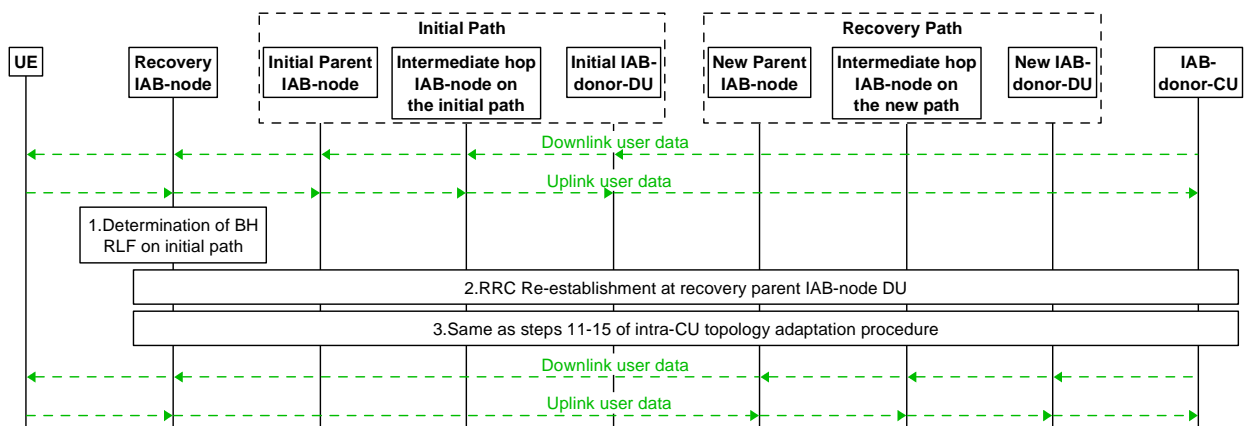 Initial Path
Recovery Path
UE
Recovery
IAB-node
Initial Parent
IAB-node
Intermediate hop
IAB-node on
the initial path
Initial IAB-
donor-DU
New Parent
IAB-node
Intermediate hop
IAB-node on
the new path
New IAB-
donor-DU
IAB-
donor-CU
Downlink user data
Uplink user data
1.Determination of BH
RLF on initial path
2.RRC Re-establishment at recovery parent IAB-node DU
3.Same as steps 11-15 of intra-CU topology adaptation procedure
Downlink user data
Uplink user data